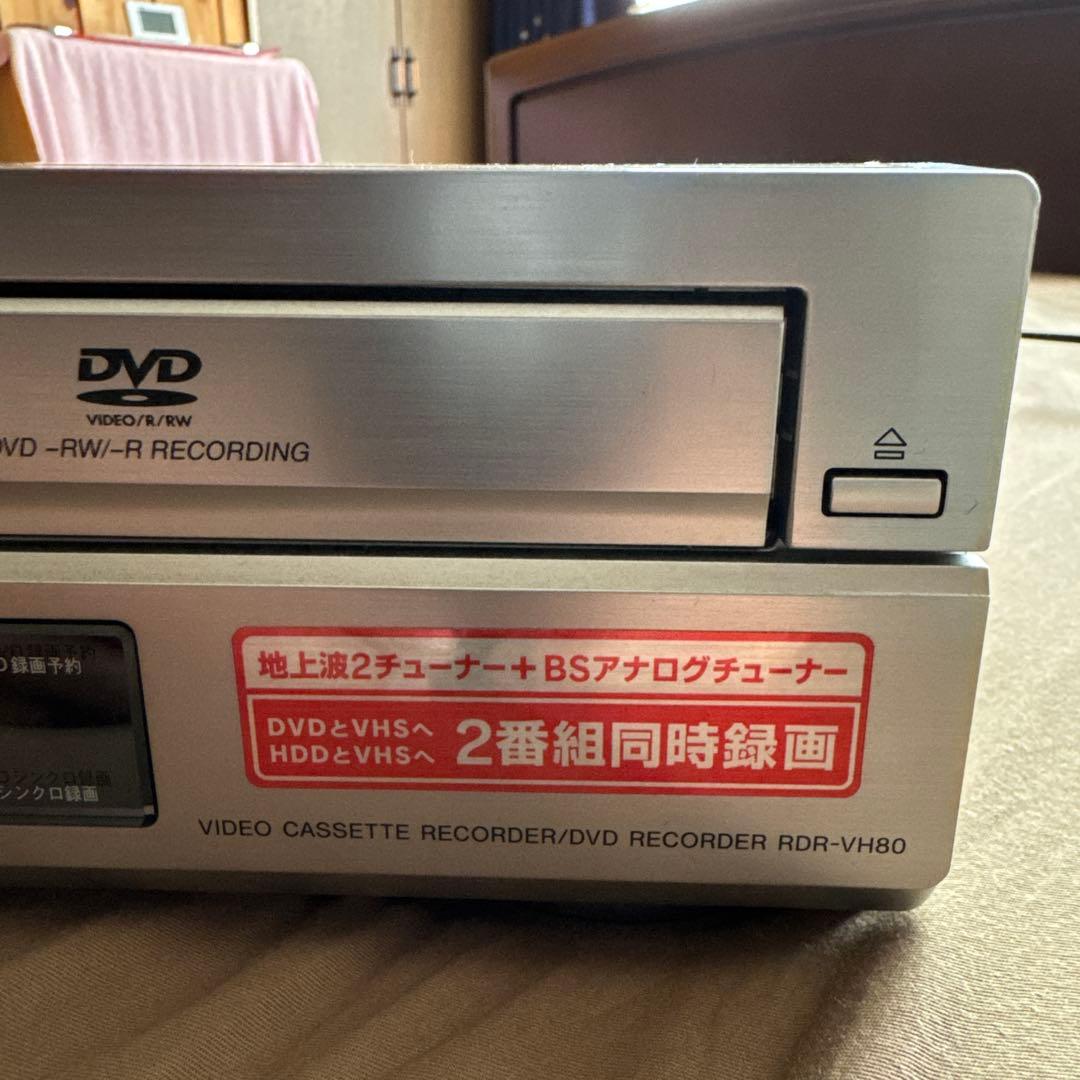 DVD
VIDEO/R/RW
DVD -RW/-R RECORDING
録画予約
シンクロ録画
地上波2チューナー+BSアナログチューナー
DVDとVHSへ
HDDとVHSへ
2番組同時録画
VIDEO CASSETTE RECORDER/DVD RECORDER RDR-VH80